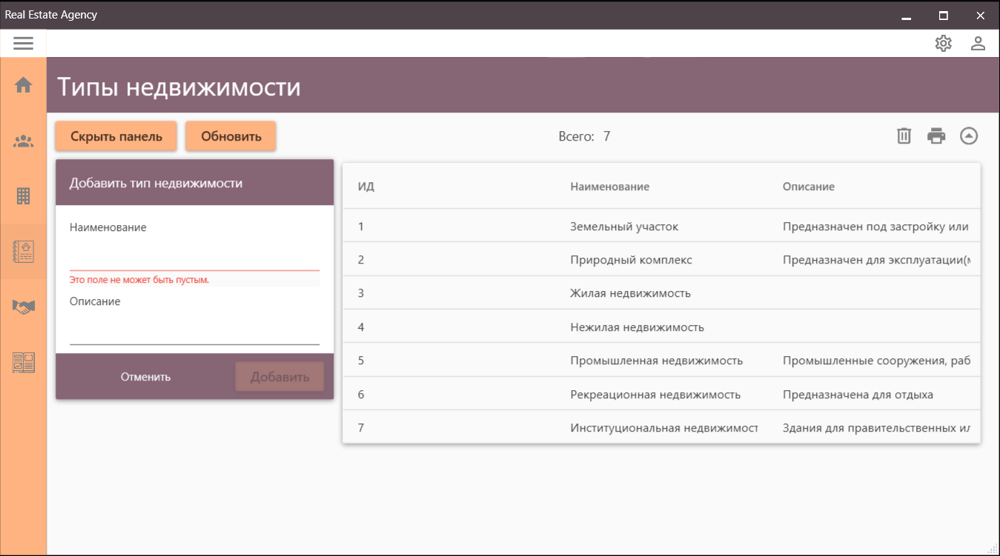 Real Estate Agency
Типы недвижимости
Скрыть панель Обновить Всего: 7
Добавить тип недвижимости
Наименование
Это поле не может быть пустым.
Описание
Отменить Добавить
ИД Наименование Описание
1 Земельный участок Предназначен под застройку или
2 Природный комплекс Предназначен для эксплуатации(м
3 Жилая недвижимость
4 Нежилая недвижимость
5 Промышленная недвижимость Промышленные сооружения, раб
6 Рекреационная недвижимость Предназначена для отдыха
7 Институциональная недвижимост Здания для правительственных ил